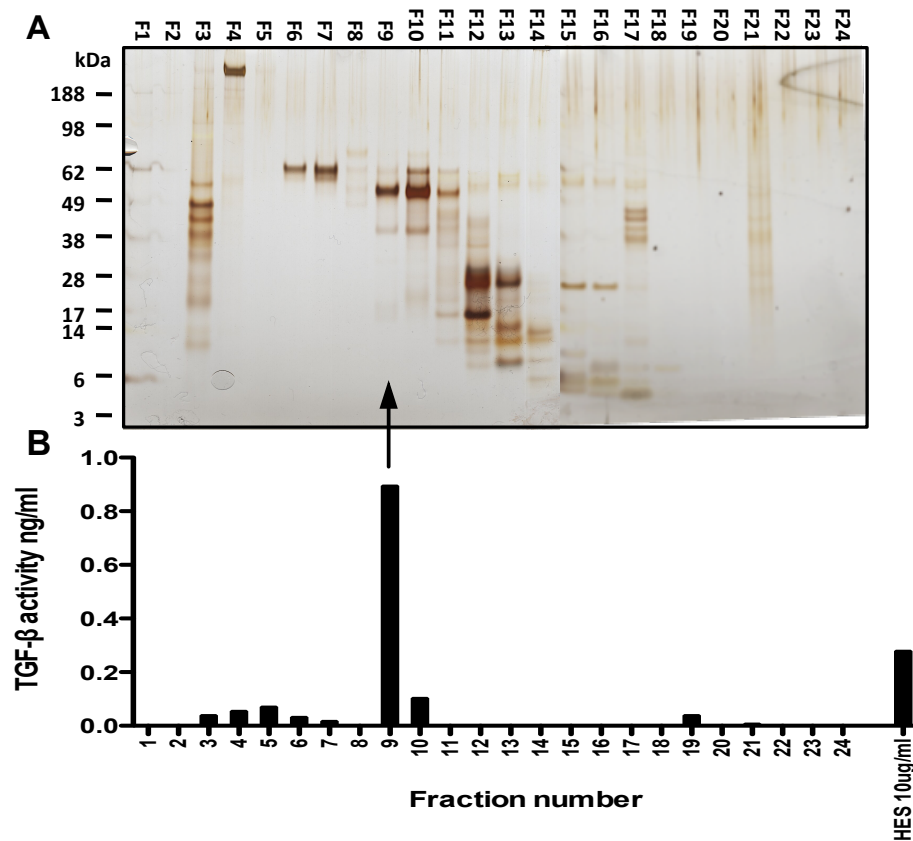 A
F1 F2 F3 F4 F5 F6 F7 F8 F9 F10 F11 F12 F13 F14 F15 F16 F17 F18 F19 F20 F21 F22 F23 F24
kDa
188
98
62
49
38
28
17
14
6
3
B
TGF-β activity ng/ml
1.0
0.8
0.6
0.4
0.2
0.0
1 2 3 4 5 6 7 8 9 10 11 12 13 14 15 16 17 18 19 20 21 22 23 24 HES 10ug/ml
Fraction number